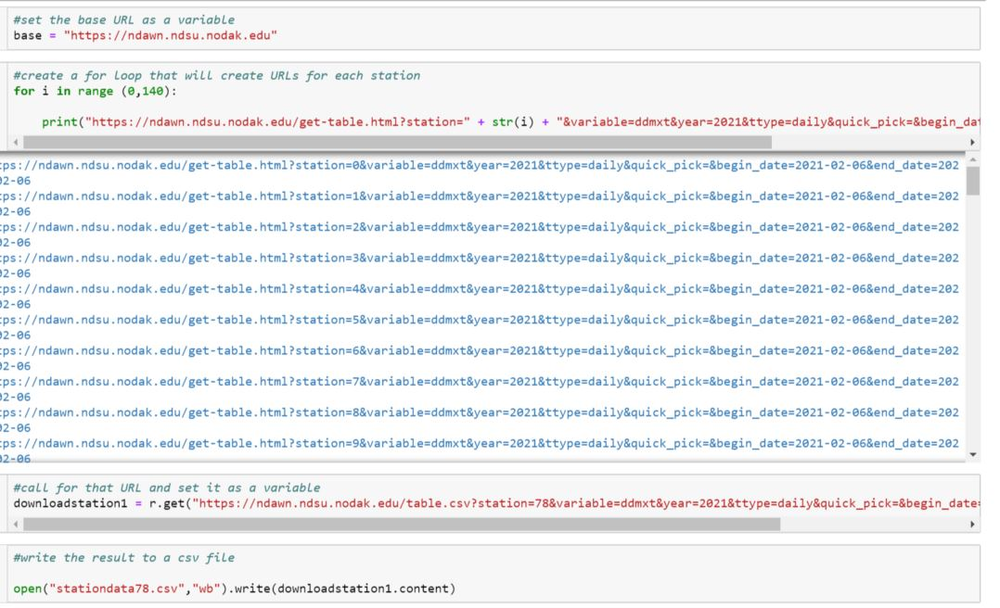 #set the base URL as a variable
base = "https://ndawn.ndsu.nodak.edu"
#create a for loop that will create URLs for each station
for i in range (0,140):
print("https://ndawn.ndsu.nodak.edu/get-table.html?station=" + str(i) + "&variable=ddmxt&year=2021&ttype=daily&quick_pick=&begin_dat
tps://ndawn.ndsu.nodak.edu/get-table.html?station=0&variable=ddmxt&year=2021&ttype=daily&quick_pick=&begin_date=2021-02-06&end_date=202
02-06
tps://ndawn.ndsu.nodak.edu/get-table.html?station=1&variable=ddmxt&year=2021&ttype=daily&quick_pick=&begin_date=2021-02-06&end_date=202
02-06
tps://ndawn.ndsu.nodak.edu/get-table.html?station=2&variable=ddmxt&year=2021&ttype=daily&quick_pick=&begin_date=2021-02-06&end_date=202
02-06
tps://ndawn.ndsu.nodak.edu/get-table.html?station=3&variable=ddmxt&year=2021&ttype=daily&quick_pick=&begin_date=2021-02-06&end_date=202
02-06
tps://ndawn.ndsu.nodak.edu/get-table.html?station=4&variable=ddmxt&year=2021&ttype=daily&quick_pick=&begin_date=2021-02-06&end_date=202
02-06
tps://ndawn.ndsu.nodak.edu/get-table.html?station=5&variable=ddmxt&year=2021&ttype=daily&quick_pick=&begin_date=2021-02-06&end_date=202
02-06
tps://ndawn.ndsu.nodak.edu/get-table.html?station=6&variable=ddmxt&year=2021&ttype=daily&quick_pick=&begin_date=2021-02-06&end_date=202
02-06
tps://ndawn.ndsu.nodak.edu/get-table.html?station=7&variable=ddmxt&year=2021&ttype=daily&quick_pick=&begin_date=2021-02-06&end_date=202
02-06
tps://ndawn.ndsu.nodak.edu/get-table.html?station=8&variable=ddmxt&year=2021&ttype=daily&quick_pick=&begin_date=2021-02-06&end_date=202
02-06
tps://ndawn.ndsu.nodak.edu/get-table.html?station=9&variable=ddmxt&year=2021&ttype=daily&quick_pick=&begin_date=2021-02-06&end_date=202
02-06
#call for that URL and set it as a variable
downloadstation1 = r.get("https://ndawn.ndsu.nodak.edu/table.csv?station=78&variable=ddmxt&year=2021&ttype=daily&quick_pick=&begin_date=
#write the result to a csv file
open("stationdata78.csv","wb").write(downloadstation1.content)